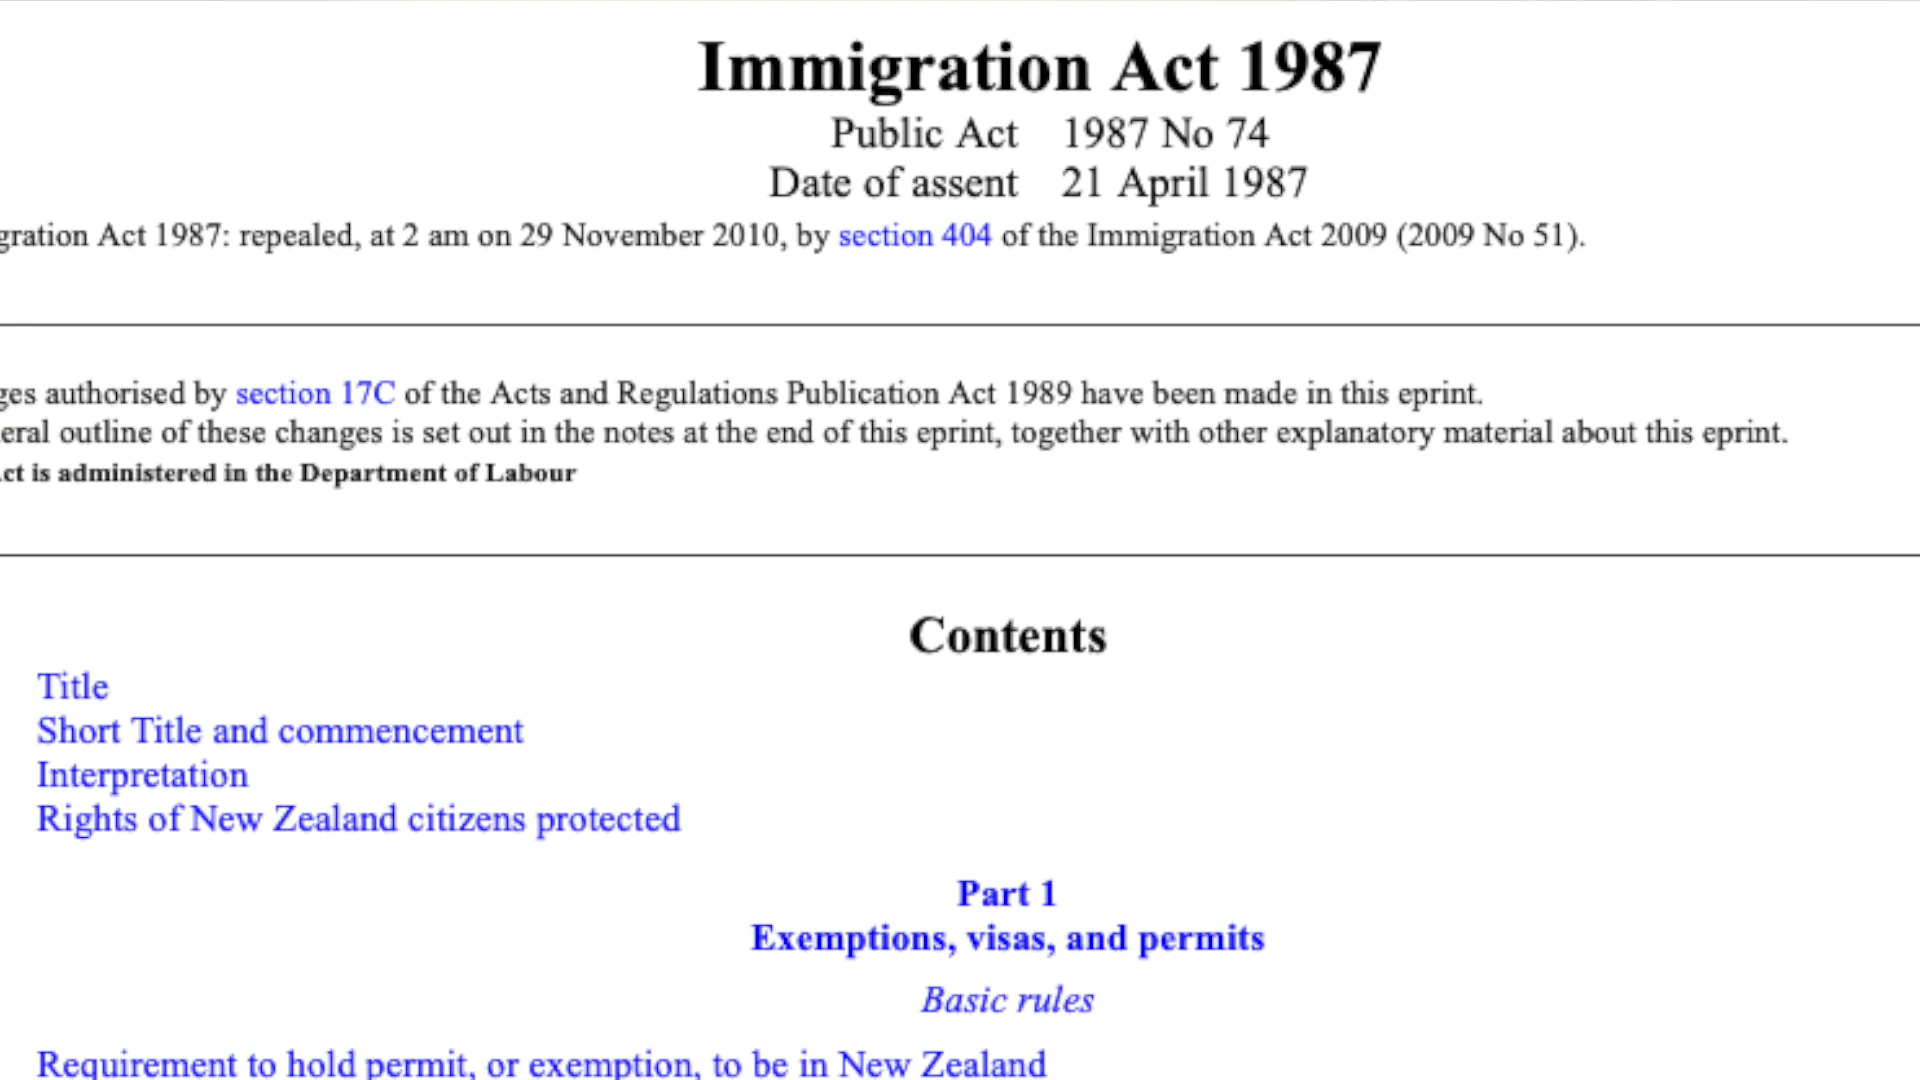 Immigration Act 1987
Public Act 1987 No 74
Date of assent 21 April 1987
gration Act 1987: repealed, at 2 am on 29 November 2010, by section 404 of the Immigration Act 2009 (2009 No 51).
ges authorised by section 17C of the Acts and Regulations Publication Act 1989 have been made in this eprint.
eral outline of these changes is set out in the notes at the end of this eprint, together with other explanatory material about this eprint.
ct is administered in the Department of Labour
Contents
Title
Short Title and commencement
Interpretation
Rights of New Zealand citizens protected
Part 1
Exemptions, visas, and permits
Basic rules
Requirement to hold permit, or exemption, to be in New Zealand